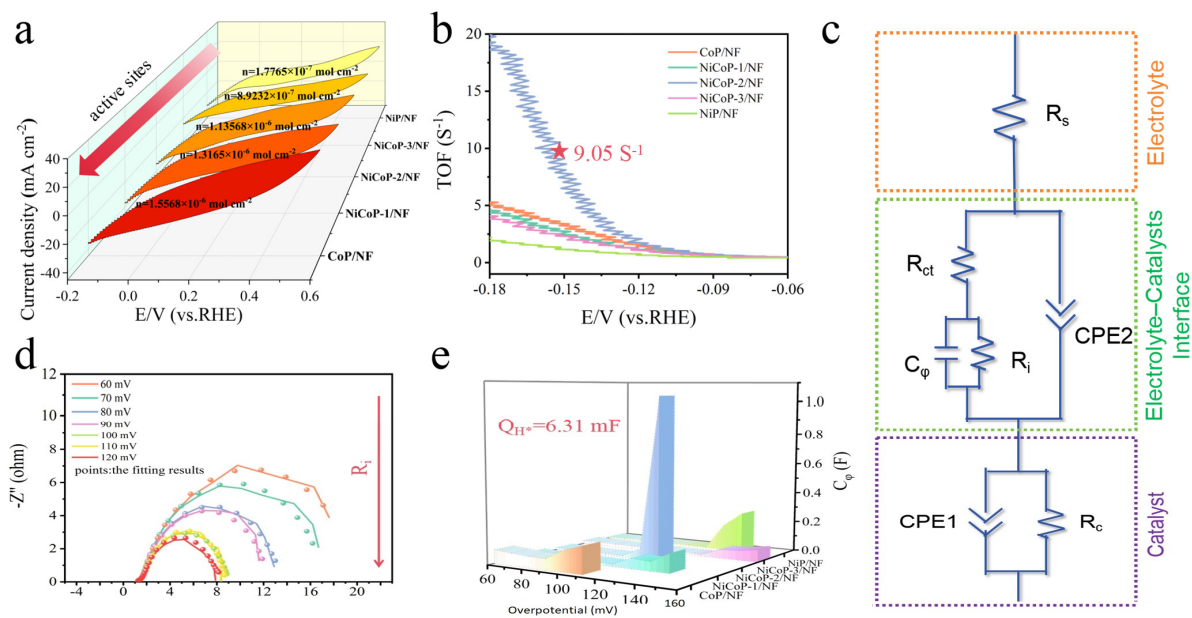 a
active sites
n=1.7765×10-7 mol cm-2
n=8.9232×10-7 mol cm-2
n=1.13568×10-6 mol cm-2
n=1.3165×10-6 mol cm-2
n=1.5568×10-6 mol cm-2
NiP/NF
NiCoP-3/NF
NiCoP-2/NF
NiCoP-1/NF
CoP/NF
Current density (mA cm-2)
40
20
0
-20
-40
-0.2 0.0 0.2 0.4 0.6
E/V (vs.RHE)
b
TOF (S-1)
20
15
10
5
0
CoP/NF
NiCoP-1/NF
NiCoP-2/NF
NiCoP-3/NF
NiP/NF
9.05 S-1
-0.18 -0.15 -0.12 -0.09 -0.06
E/V (vs.RHE)
c
Rs
Electrolyte
Rct
Cφ
Ri
CPE2
Electrolyte–Catalysts
Interface
CPE1
Rc
Catalyst
d
-Z" (ohm)
12
10
8
6
4
2
0
60 mV
70 mV
80 mV
90 mV
100 mV
110 mV
120 mV
points:the fitting results
Ri
-4 0 4 8 12 16 20
Z' (ohm)
e
QH*=6.31 mF
1.0
0.8
0.6
0.4
0.2
0.0
Cφ (F)
NiP/NF
NiCoP-3/NF
NiCoP-2/NF
NiCoP-1/NF
CoP/NF
60 80 100 120 140 160
Overpotential (mV)